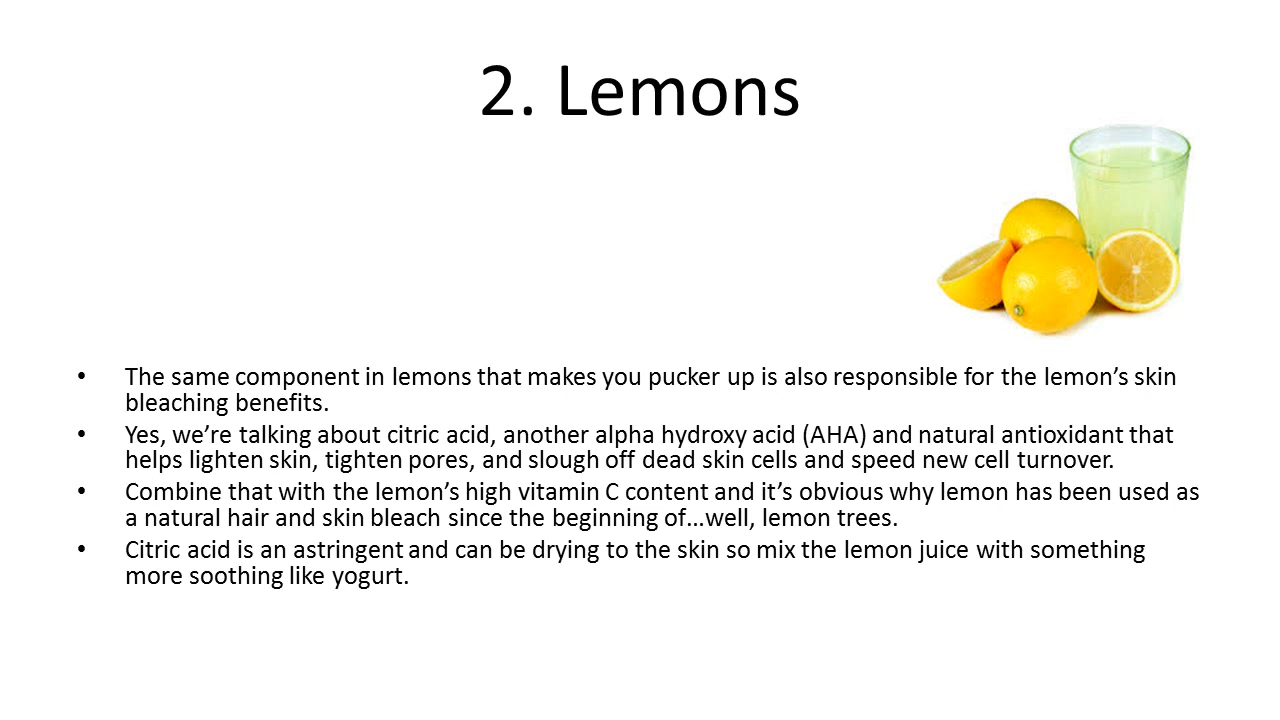 2. Lemons
• The same component in lemons that makes you pucker up is also responsible for the lemon’s skin
bleaching benefits.
• Yes, we’re talking about citric acid, another alpha hydroxy acid (AHA) and natural antioxidant that
helps lighten skin, tighten pores, and slough off dead skin cells and speed new cell turnover.
• Combine that with the lemon’s high vitamin C content and it’s obvious why lemon has been used as
a natural hair and skin bleach since the beginning of…well, lemon trees.
• Citric acid is an astringent and can be drying to the skin so mix the lemon juice with something
more soothing like yogurt.